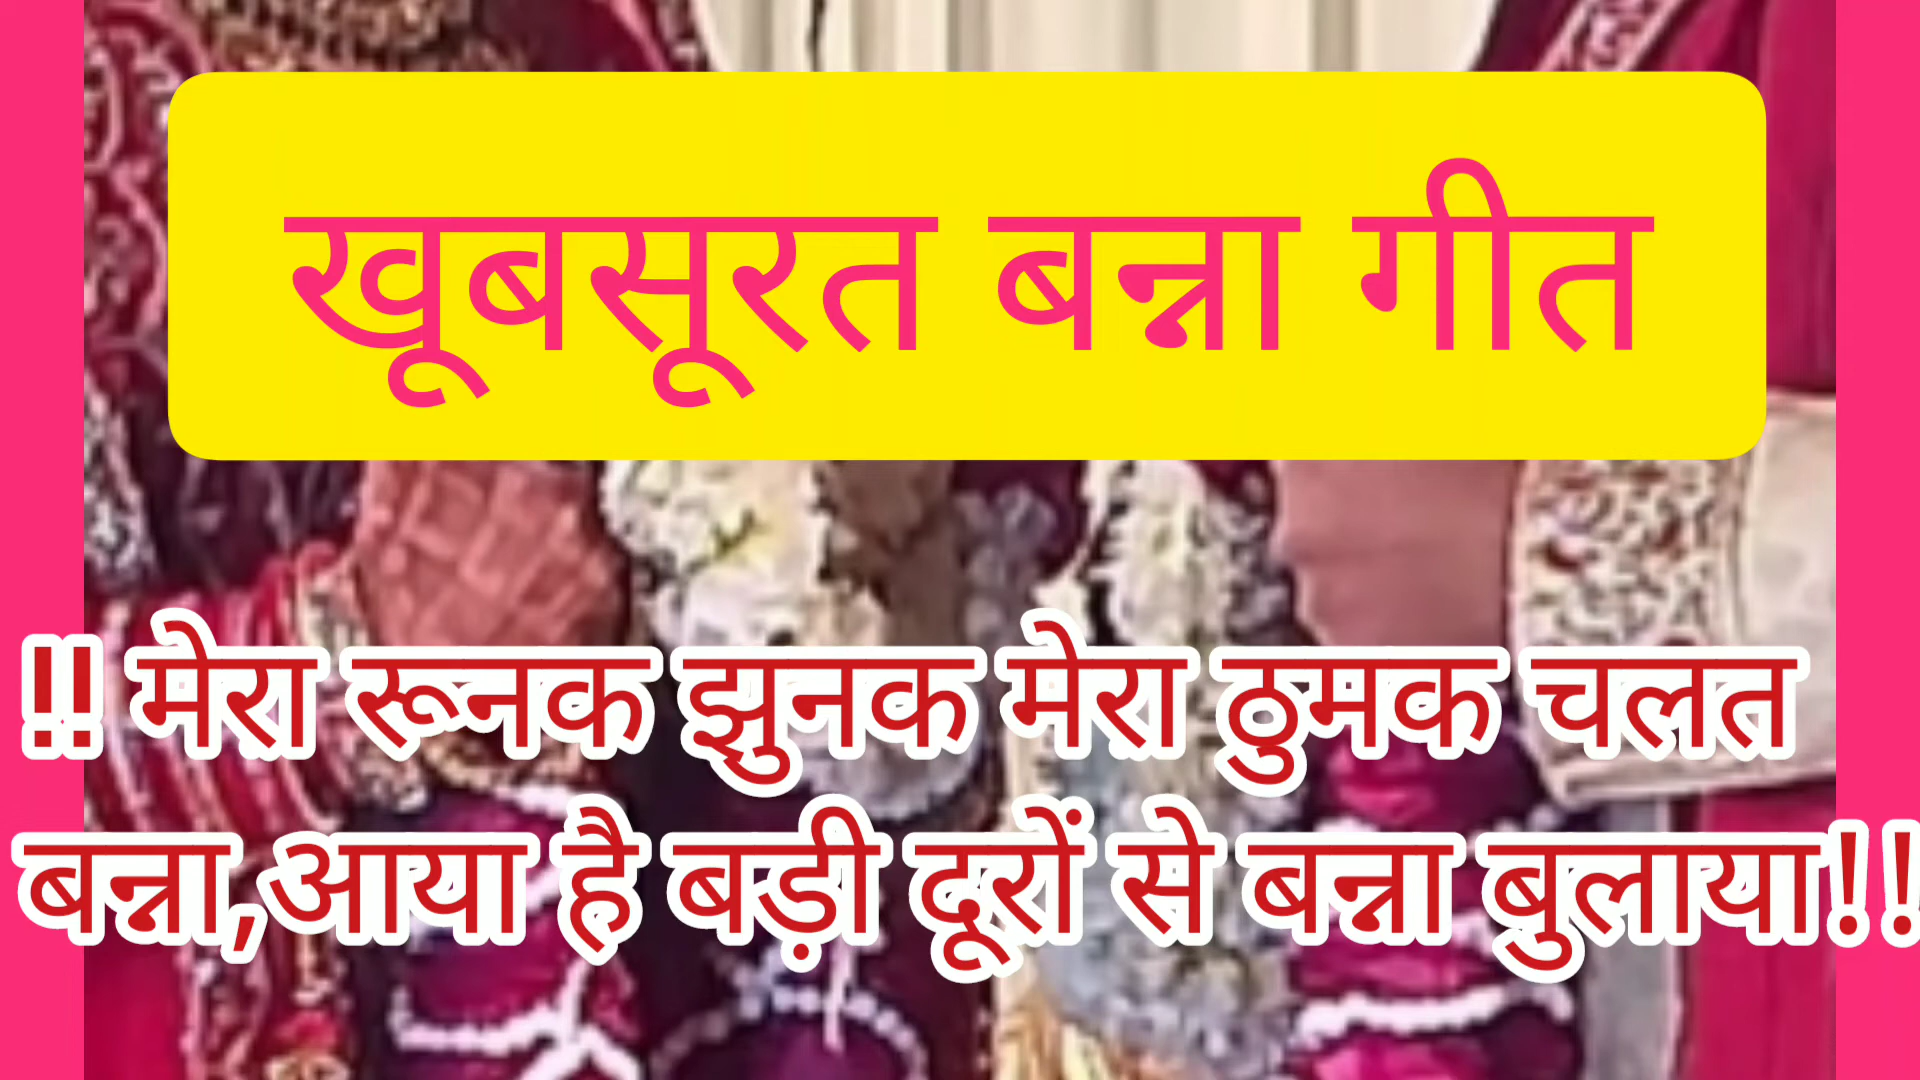 खूबसूरत बन्ना गीत
!! मेरा रूनक झुनक मेरा ठुमक चलत
बन्ना,आया है बड़ी दूरों से बन्ना बुलाया!!